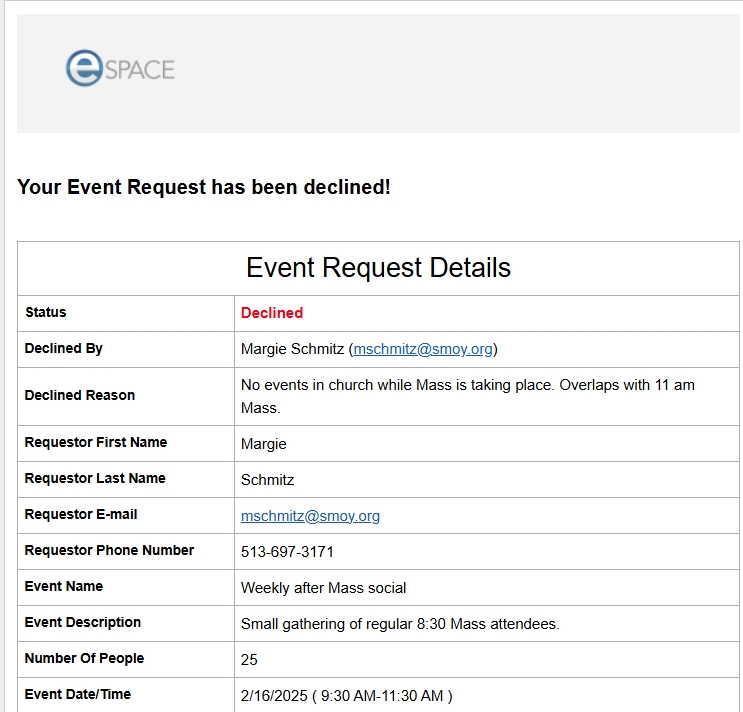 eSPACE
Your Event Request has been declined!
Event Request Details
Status Declined
Declined By Margie Schmitz (mschmitz@smoy.org)
Declined Reason No events in church while Mass is taking place. Overlaps with 11 am
Mass.
Requestor First Name Margie
Requestor Last Name Schmitz
Requestor E-mail mschmitz@smoy.org
Requestor Phone Number 513-697-3171
Event Name Weekly after Mass social
Event Description Small gathering of regular 8:30 Mass attendees.
Number Of People 25
Event Date/Time 2/16/2025 ( 9:30 AM-11:30 AM )